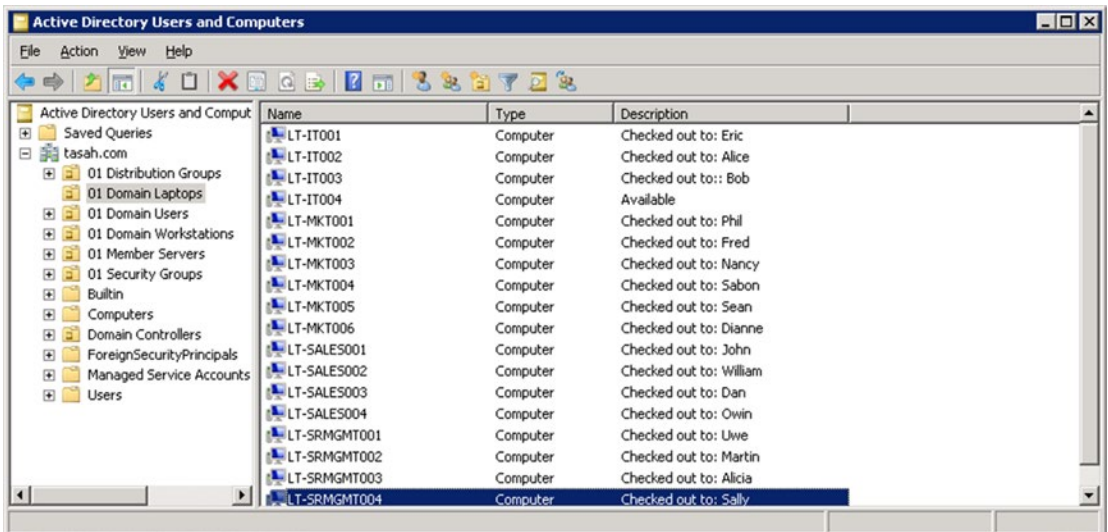 Active Directory Users and Computers
File Action View Help
Active Directory Users and Comput
Saved Queries
tasah.com
01 Distribution Groups
01 Domain Laptops
01 Domain Users
01 Domain Workstations
01 Member Servers
01 Security Groups
Builtin
Computers
Domain Controllers
ForeignSecurityPrincipals
Managed Service Accounts
Users
Name Type Description
LT-IT001 Computer Checked out to: Eric
LT-IT002 Computer Checked out to: Alice
LT-IT003 Computer Checked out to:: Bob
LT-IT004 Computer Available
LT-MKT001 Computer Checked out to: Phil
LT-MKT002 Computer Checked out to: Fred
LT-MKT003 Computer Checked out to: Nancy
LT-MKT004 Computer Checked out to: Sabon
LT-MKT005 Computer Checked out to: Sean
LT-MKT006 Computer Checked out to: Dianne
LT-SALES001 Computer Checked out to: John
LT-SALES002 Computer Checked out to: William
LT-SALES003 Computer Checked out to: Dan
LT-SALES004 Computer Checked out to: Owin
LT-SRMGMT001 Computer Checked out to: Uwe
LT-SRMGMT002 Computer Checked out to: Martin
LT-SRMGMT003 Computer Checked out to: Alicia
LT-SRMGMT004 Computer Checked out to: Sally